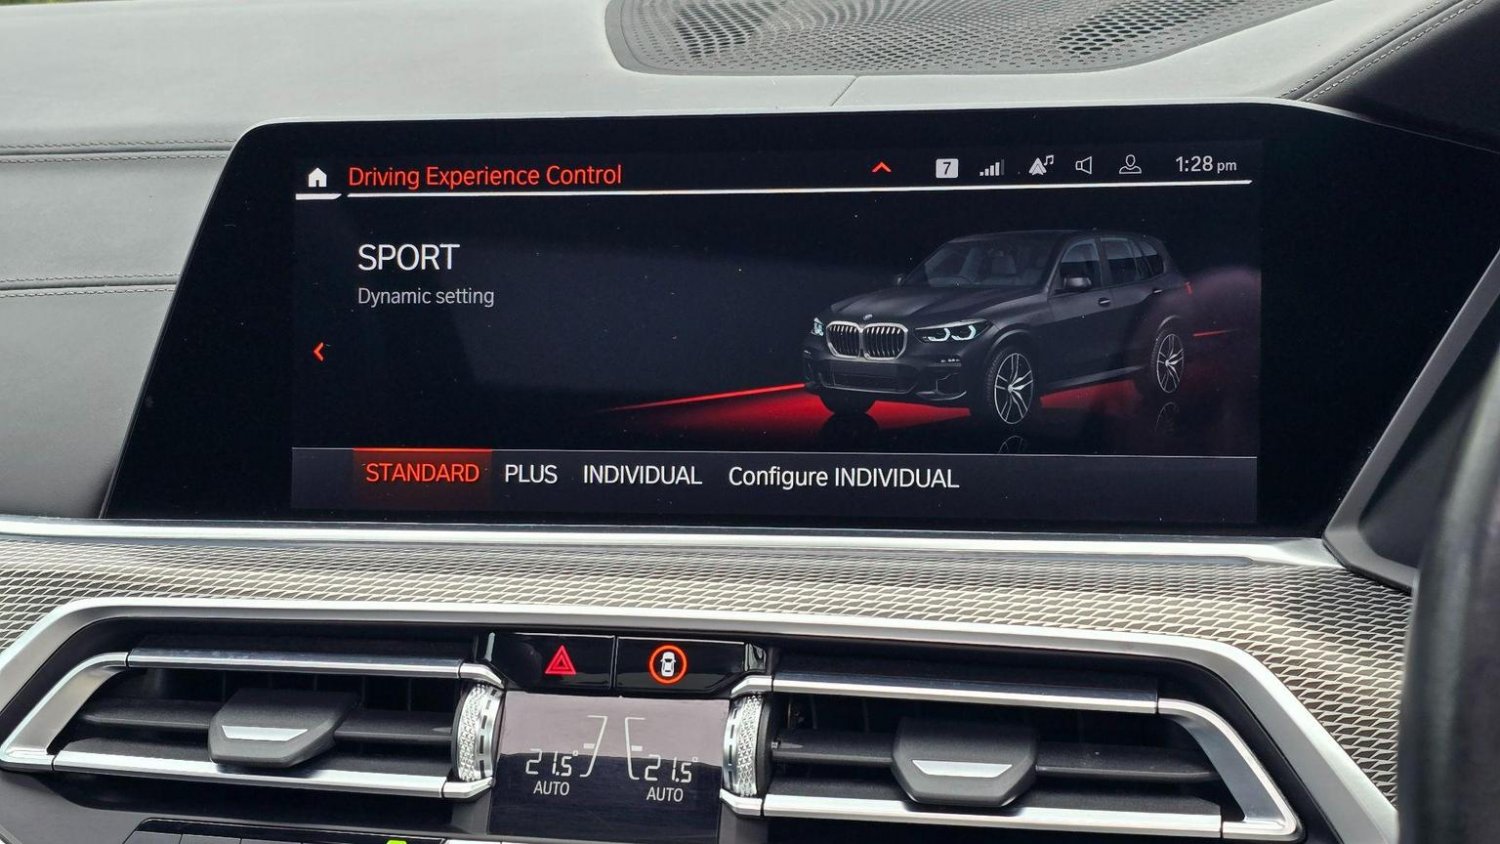 Driving Experience Control
7
1:28 pm
SPORT
Dynamic setting
STANDARD PLUS INDIVIDUAL Configure INDIVIDUAL
21.5° 21.5°
AUTO AUTO